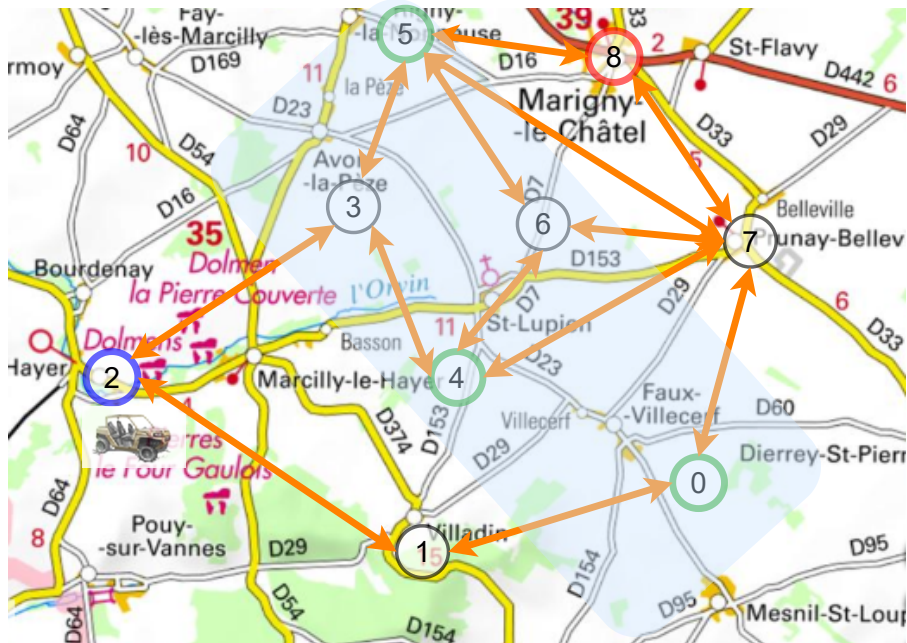 Fay-
-lès-Marcilly
D169
11
la Pèze
5
D16
39
D33
2
St-Flavy
8
D442
6
Marigny-
-le Châtel
D64
10
D54
D23
Avon-
-la-Pèze
D16
3
D7
6
D33
5
D29
Belleville
Prunay-Bellev
7
35
Dolmen
la Pierre Couverte
Bourdenay
l'Orvin
D153
D7
D29
6
D33
11
St-Lupien
Dolmens
Basson
Hayer
2
Marcilly-le-Hayer
4
D23
Faux-
-Villecerf
Villecerf
D60
D374
D153
D29
Dierrey-St-Pierr
le Four Gaulois
D64
0
8
Pouy-
-sur-Vannes
D29
Villadin
1
15
D154
D95
D95
Mesnil-St-Loup
D64
D54
D154